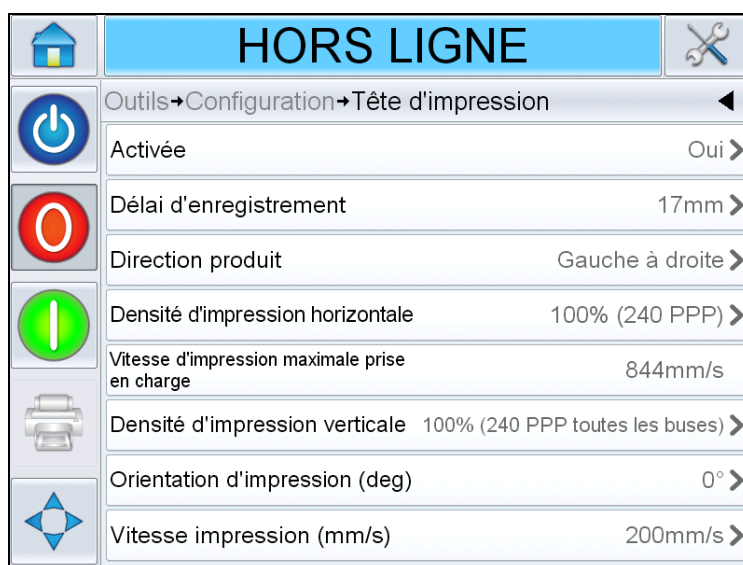 HORS LIGNE
Outils→Configuration→Tête d'impression
Activée Oui
Délai d'enregistrement 17mm
Direction produit Gauche à droite
Densité d'impression horizontale 100% (240 PPP)
Vitesse d'impression maximale prise
en charge 844mm/s
Densité d'impression verticale 100% (240 PPP toutes les buses)
Orientation d'impression (deg) 0°
Vitesse impression (mm/s) 200mm/s